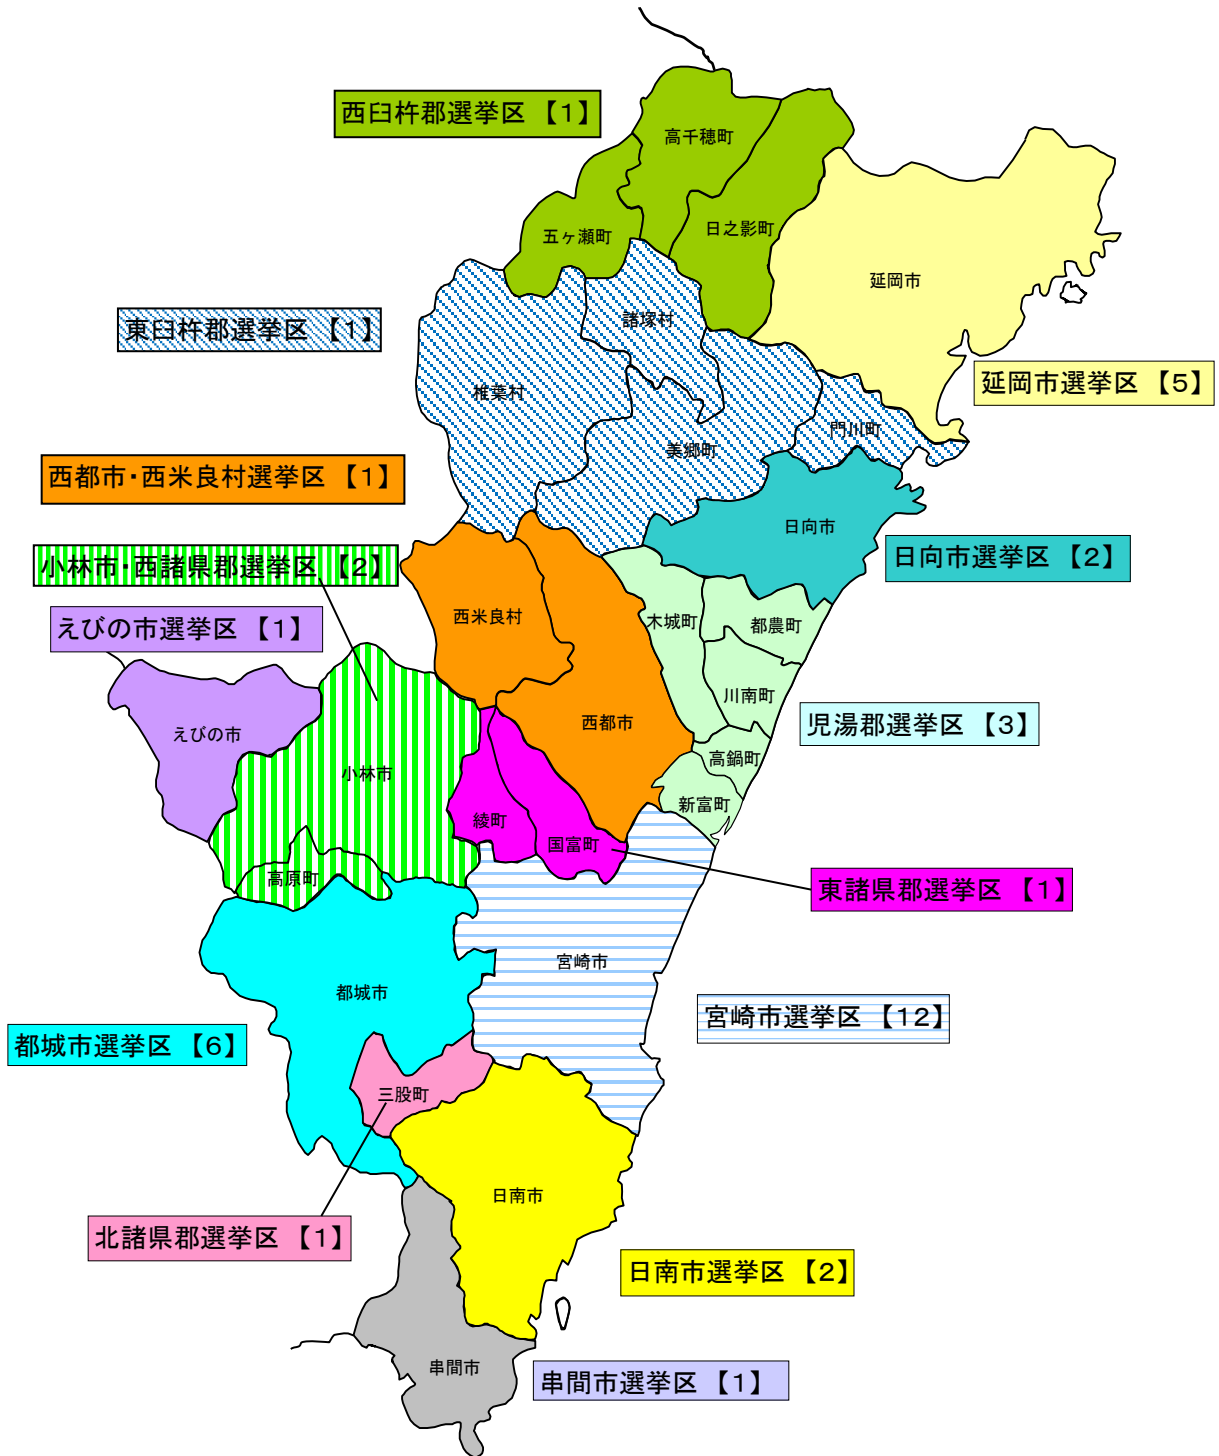 西臼杵郡選挙区 【1】
高千穂町
日之影町
五ヶ瀬町
延岡市
東臼杵郡選挙区 【1】
諸塚村
椎葉村
延岡市選挙区 【5】
門川町
美郷町
西都市・西米良村選挙区 【1】
日向市
日向市選挙区 【2】
小林市・西諸県郡選挙区 【2】
西米良村
木城町
都農町
えびの市選挙区 【1】
川南町
西都市
児湯郡選挙区 【3】
えびの市
高鍋町
小林市
新富町
綾町
国富町
高原町
東諸県郡選挙区 【1】
宮崎市
都城市
宮崎市選挙区 【12】
都城市選挙区 【6】
三股町
日南市
北諸県郡選挙区 【1】
日南市選挙区 【2】
串間市
串間市選挙区 【1】